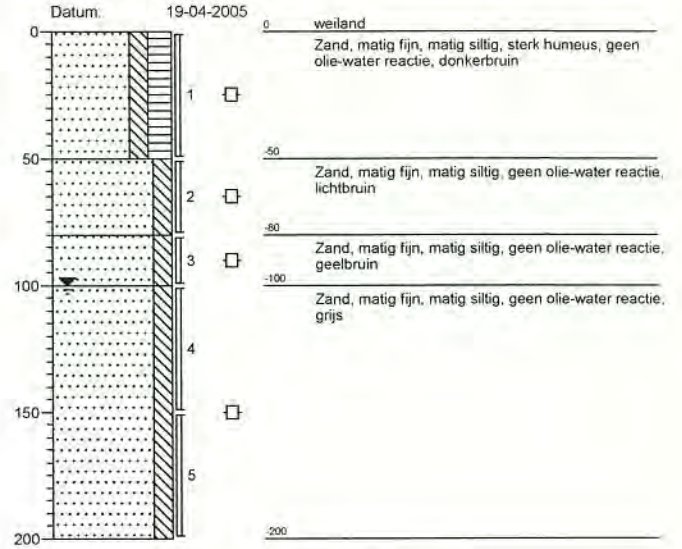 Datum: 19-04-2005
0
0 weiland
Zand, matig fijn, matig siltig, sterk humeus, geen
olie-water reactie, donkerbruin
1
50
-50
Zand, matig fijn, matig siltig, geen olie-water reactie,
lichtbruin
2
-80
Zand, matig fijn, matig siltig, geen olie-water reactie,
geelbruin
3
100
-100
Zand, matig fijn, matig siltig, geen olie-water reactie,
grijs
4
150
5
200
-200